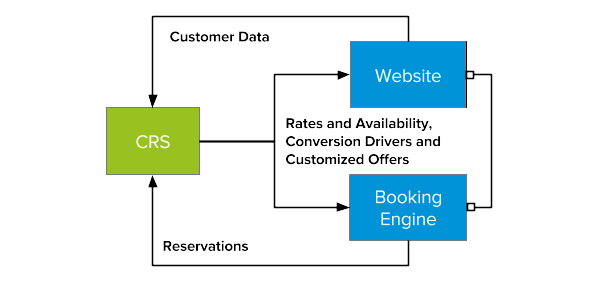 Customer Data
Website
CRS
Rates and Availability,
Conversion Drivers and
Customized Offers
Booking
Engine
Reservations